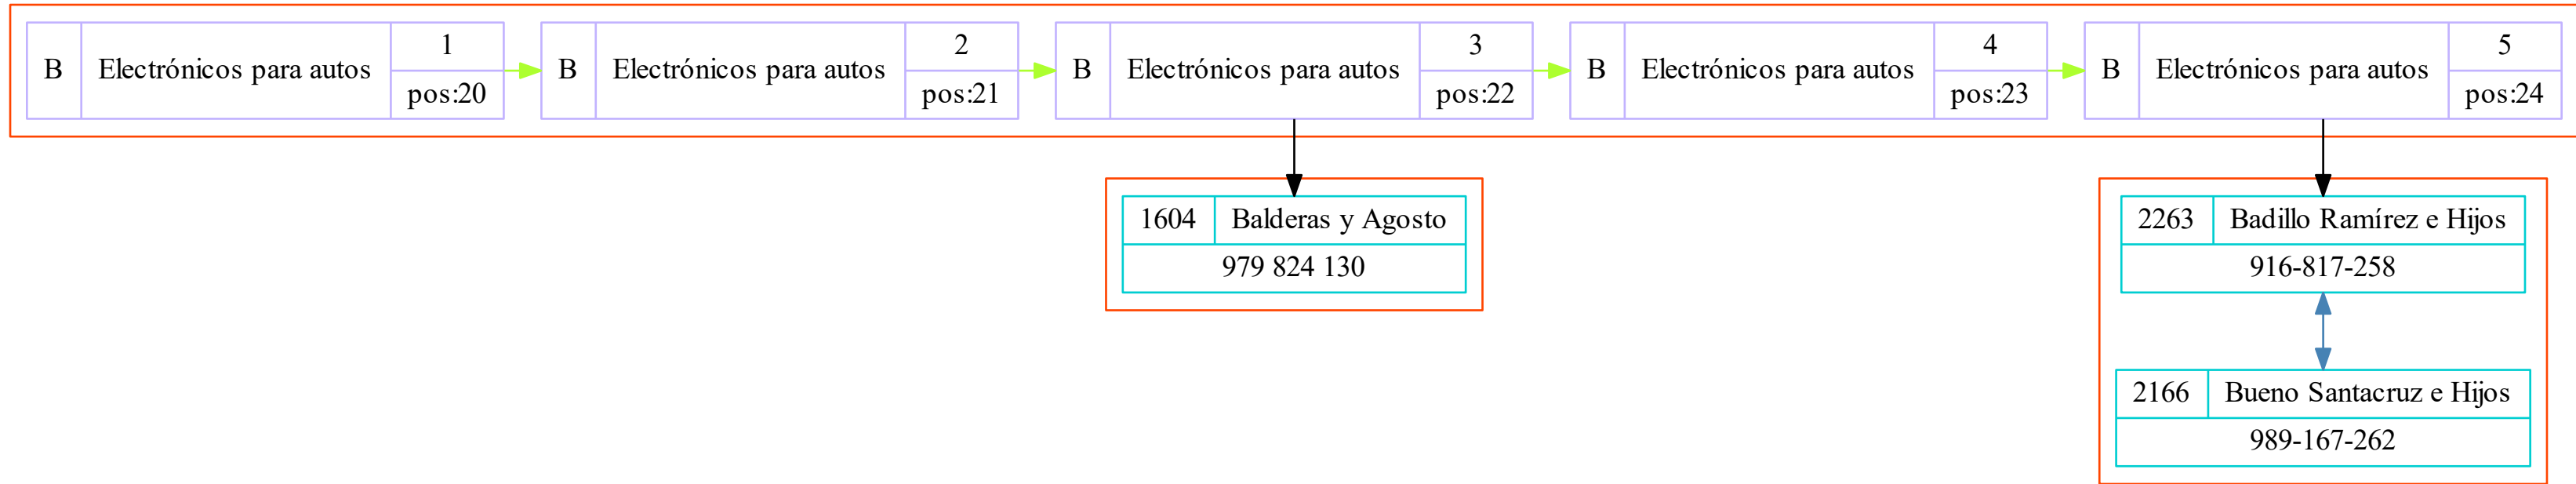 B Electrónicos para autos 1 pos:20
B Electrónicos para autos 2 pos:21
B Electrónicos para autos 3 pos:22
B Electrónicos para autos 4 pos:23
B Electrónicos para autos 5 pos:24
1604 Balderas y Agosto
979 824 130
2263 Badillo Ramírez e Hijos
916-817-258
2166 Bueno Santacruz e Hijos
989-167-262